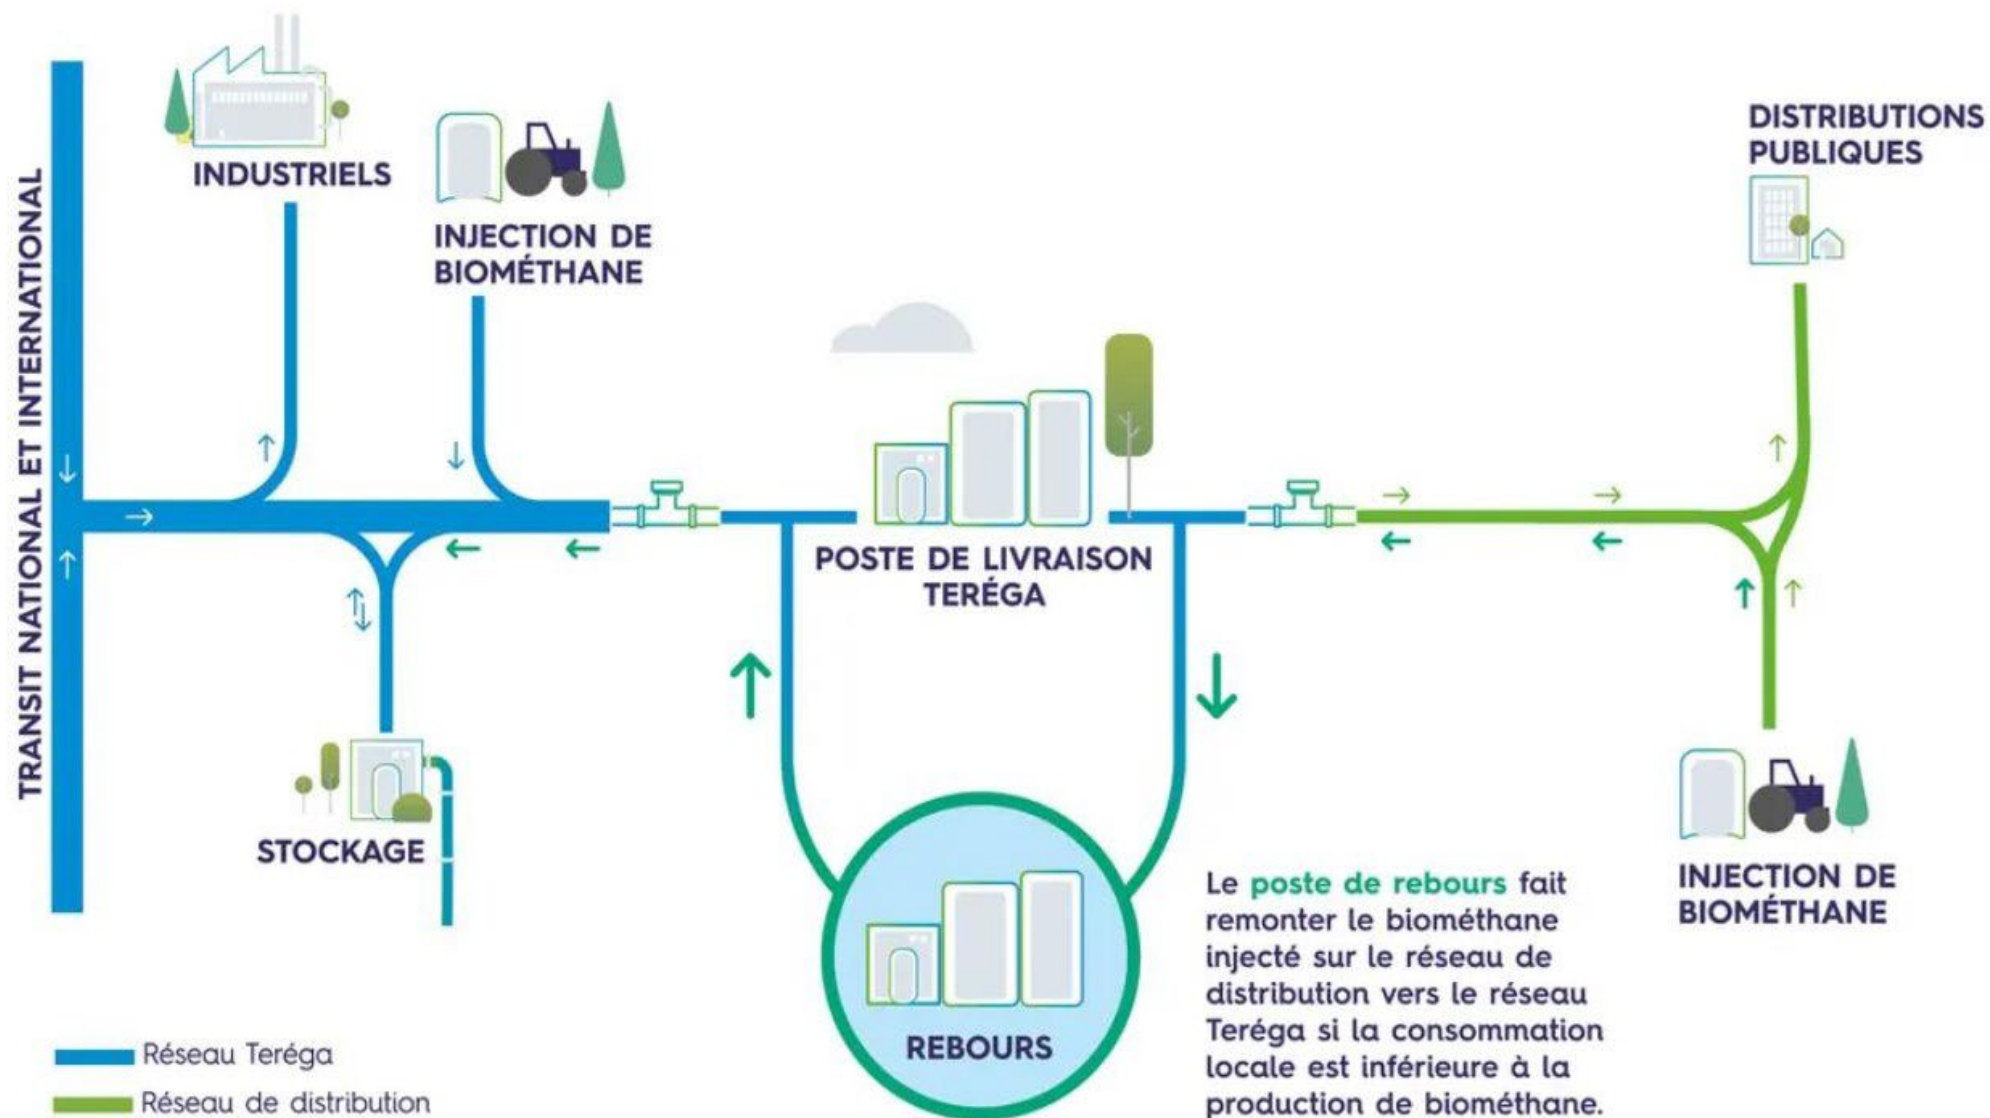 TRANSIT NATIONAL ET INTERNATIONAL
INDUSTRIELS
INJECTION DE
BIOMÉTHANE
DISTRIBUTIONS
PUBLIQUES
POSTE DE LIVRAISON
TERÉGA
STOCKAGE
REBOURS
Le poste de rebours fait
remonter le biométhane
injecté sur le réseau de
distribution vers le réseau
Teréga si la consommation
locale est inférieure à la
production de biométhane.
INJECTION DE
BIOMÉTHANE
Réseau Teréga
Réseau de distribution